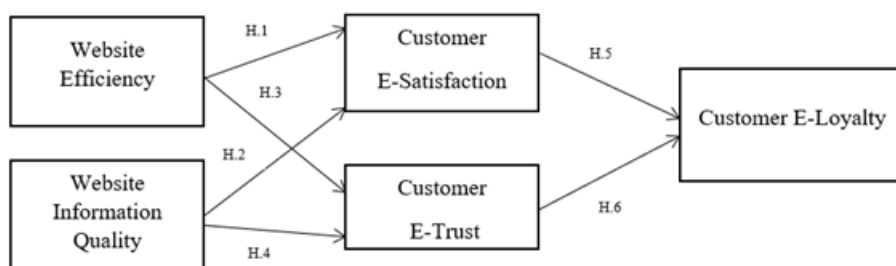 Website
Efficiency
H.1
H.3
Customer
E-Satisfaction
H.5
Customer E-Loyalty
Website
Information
Quality
H.2
H.4
Customer
E-Trust
H.6